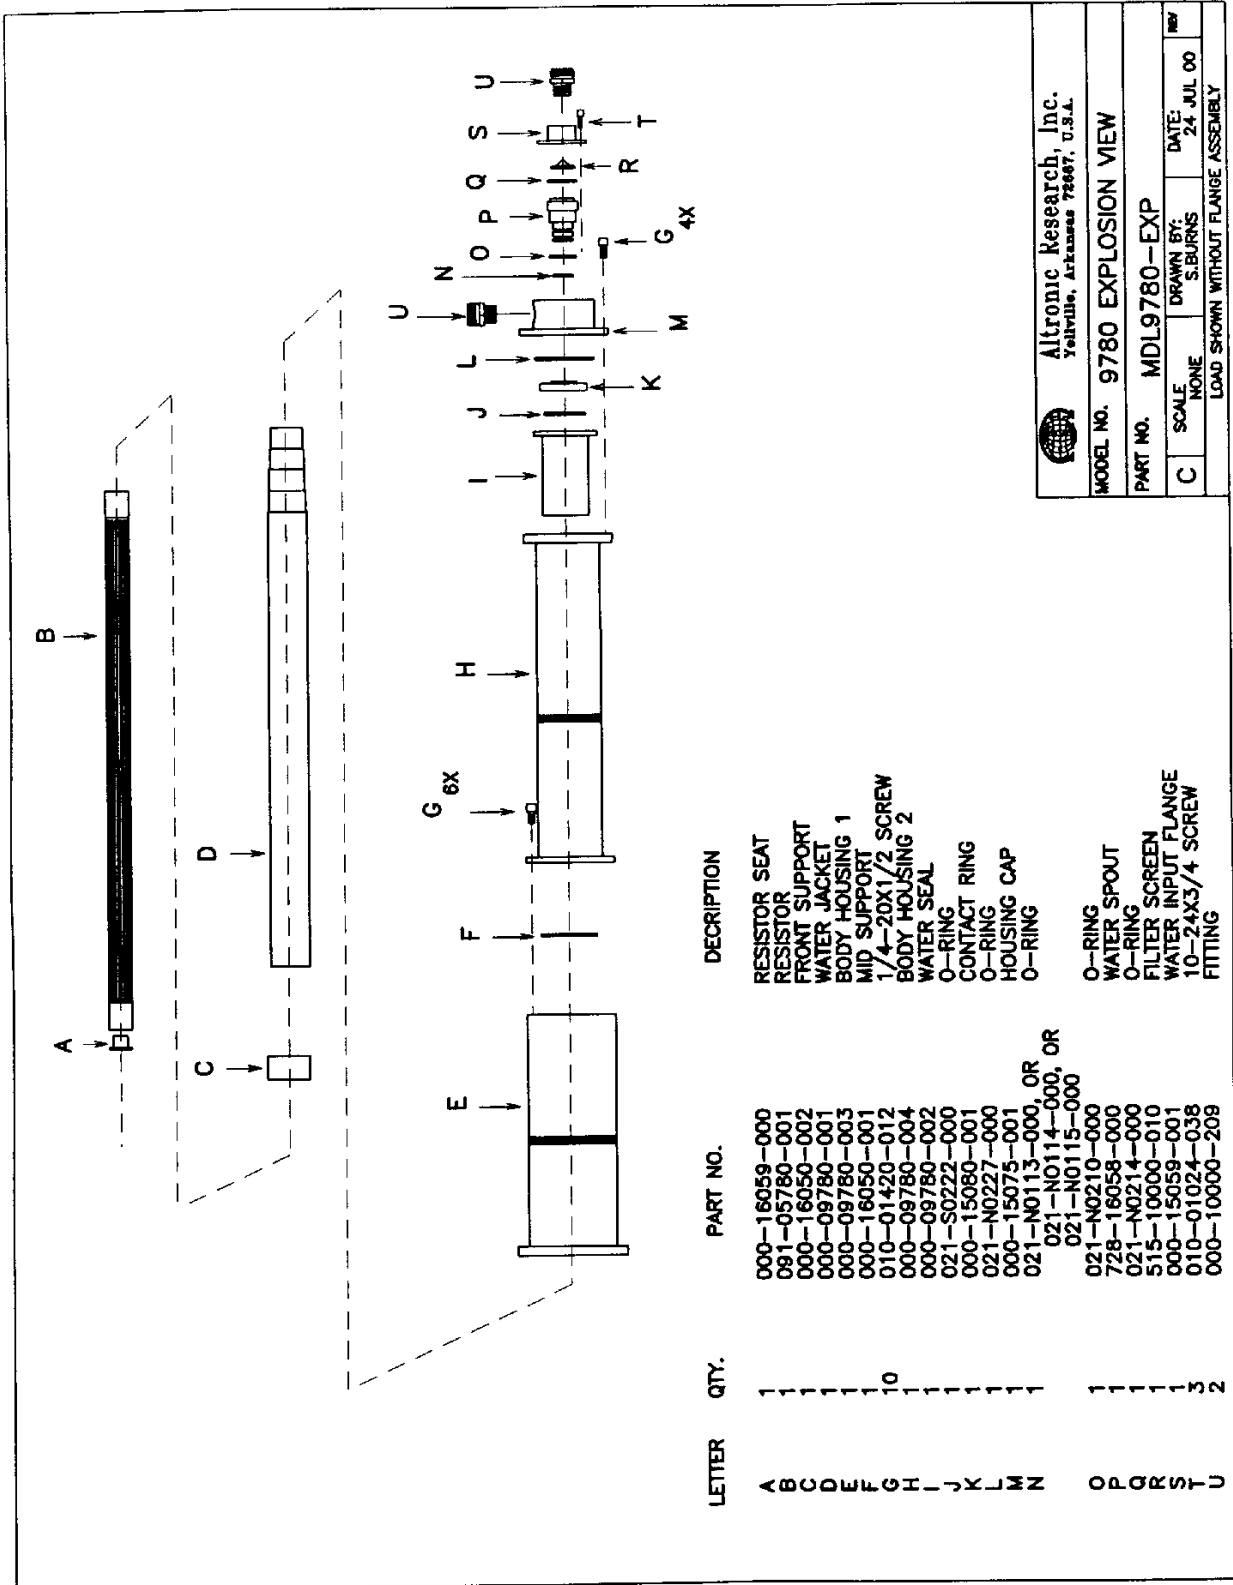 A
B
C
D
E
F
G 6X
H
I
J
K
L
M
U
N
O
P
Q
R
S
T
U
G 4X
LETTER QTY. PART NO. DECRIPTION
A 1 000-16059-000 RESISTOR SEAT
B 1 091-05780-001 RESISTOR
C 1 000-16050-002 FRONT SUPPORT
D 1 000-09780-001 WATER JACKET
E 1 000-09780-003 BODY HOUSING 1
F 1 000-16050-001 MID SUPPORT
G 10 010-01420-012 1/4-20X1/2 SCREW
H 1 000-09780-004 BODY HOUSING 2
I 1 000-09780-002 WATER SEAL
J 1 021-S0222-000 O-RING
K 1 000-15080-001 CONTACT RING
L 1 021-N0227-000 O-RING
M 1 000-15075-001 HOUSING CAP
N 1 021-N0113-000, OR O-RING
021-N0114-000, OR
021-N0115-000
O 1 021-N0210-000 O-RING
P 1 728-16058-000 WATER SPOUT
Q 1 021-N0214-000 O-RING
R 1 515-10000-010 FILTER SCREEN
S 1 000-15059-001 WATER INPUT FLANGE
T 3 010-01024-038 10-24X3/4 SCREW
U 2 000-10000-209 FITTING
Altronic Research, Inc.
Yellville, Arkansas 72687, U.S.A.
MODEL NO. 9780 EXPLOSION VIEW
PART NO. MDL9780-EXP
C SCALE NONE DRAWN BY: S.BURNS DATE: 24 JUL 00 REV
LOAD SHOWN WITHOUT FLANGE ASSEMBLY